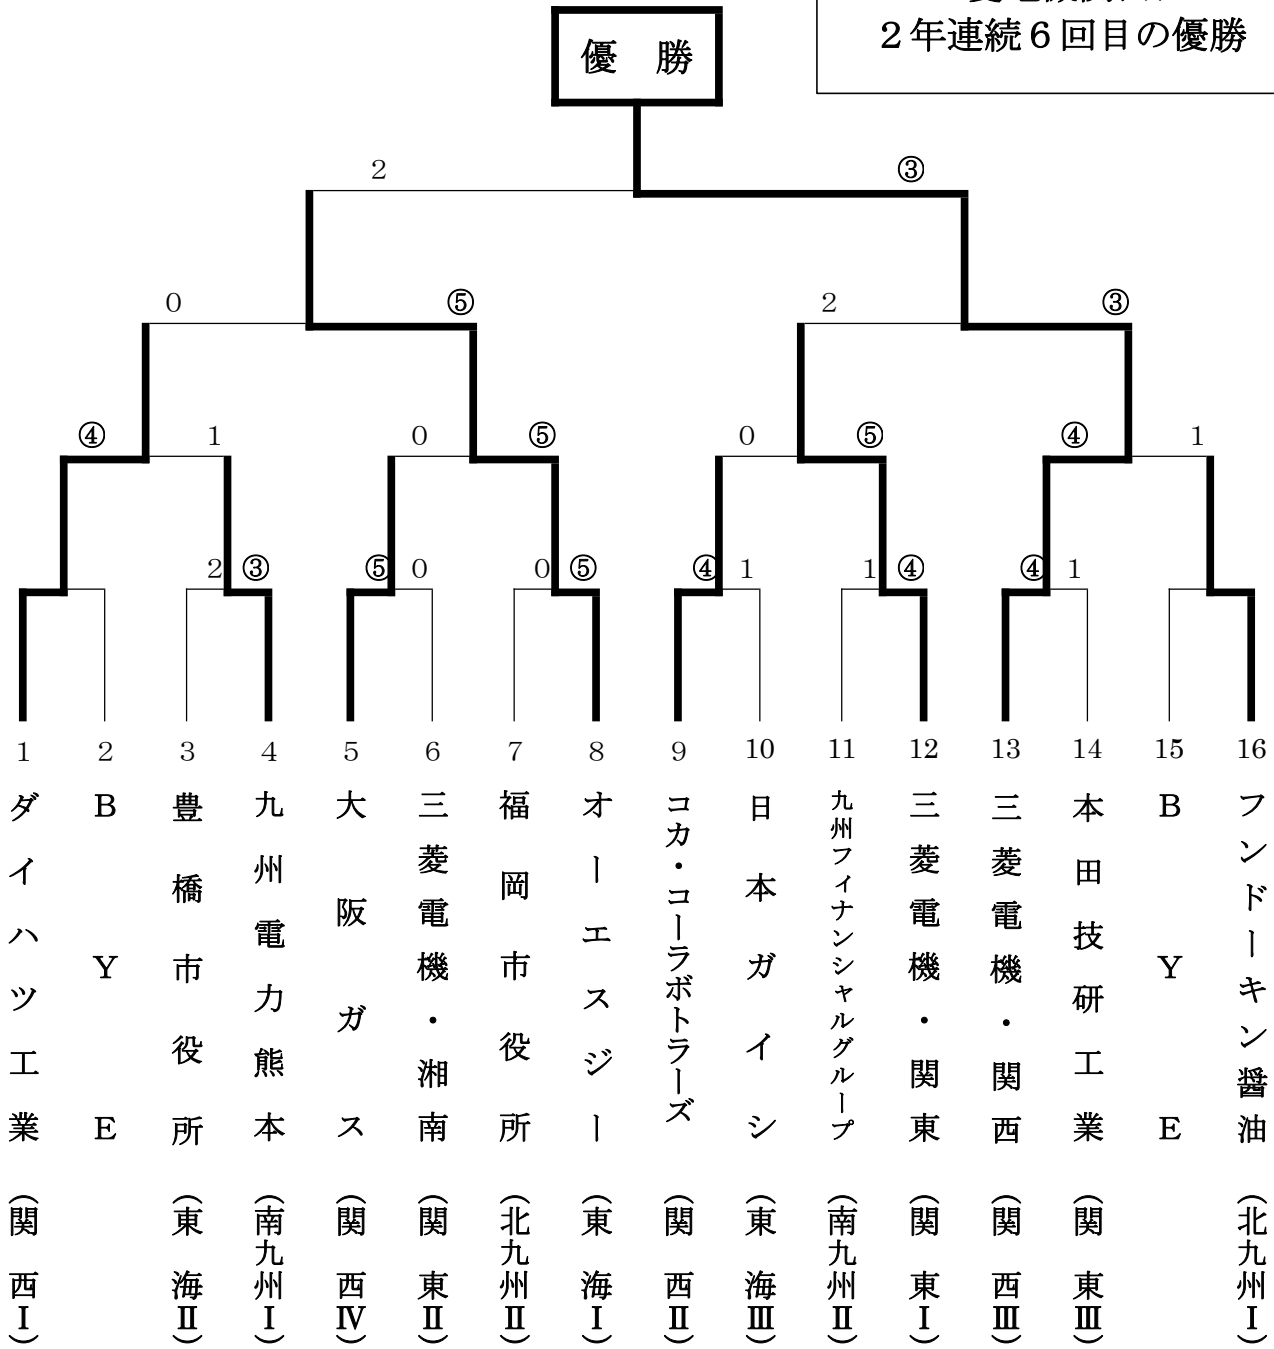 2年連続6回目の優勝
優 勝
2 ③
0 ⑤ 2 ③
④ 1 0 ⑤ 0 ⑤ ④ 1
2 ③ ⑤ 0 0 ⑤ ④ 1 1 ④ ④ 1
1 2 3 4 5 6 7 8 9 10 11 12 13 14 15 16
ダイハツ工業 (関西Ⅰ)
BYE
豊橋市役所 (東海Ⅱ)
九州電力熊本 (南九州Ⅰ)
大阪ガス (関西Ⅳ)
三菱電機・湘南 (関東Ⅱ)
福岡市役所 (北九州Ⅱ)
オーエスジー (東海Ⅰ)
コカ・コーラボトラーズ (関西Ⅱ)
日本ガイシ (東海Ⅲ)
九州フィナンシャルグループ (南九州Ⅱ)
三菱電機・関東 (関東Ⅰ)
三菱電機・関西 (関西Ⅲ)
本田技研工業 (関東Ⅲ)
BYE
フンドーキン醤油 (北九州Ⅰ)